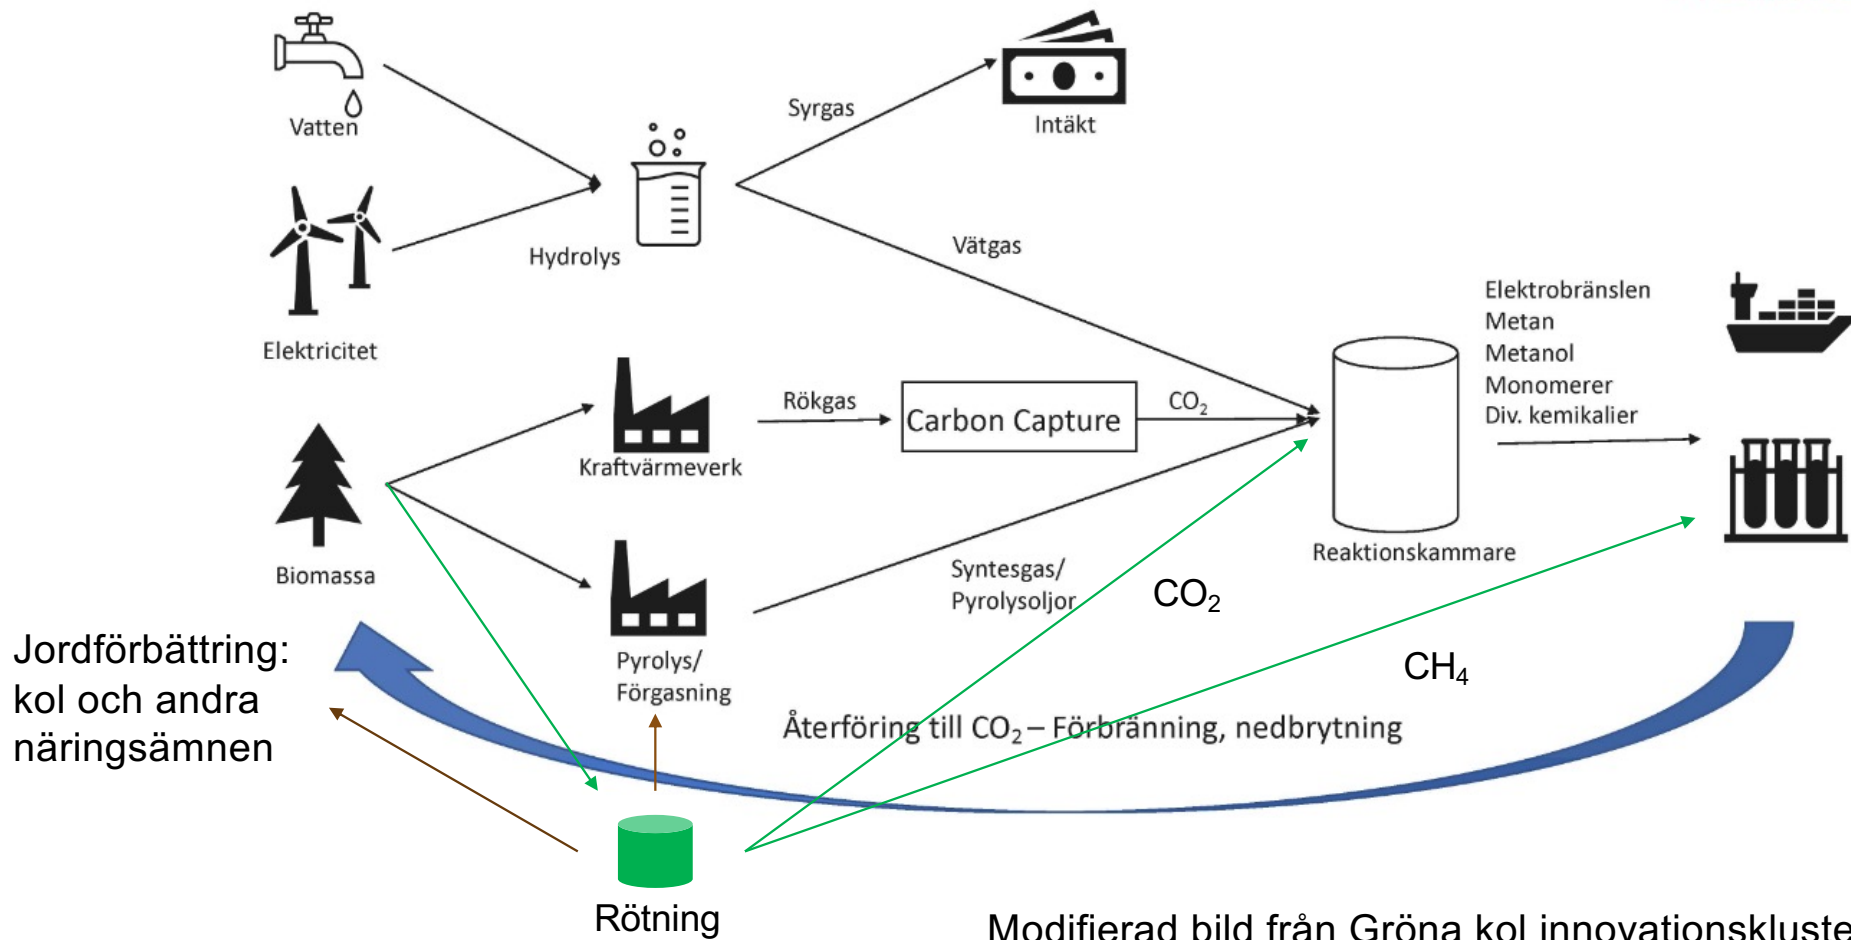 Vatten
Syrgas
Intäkt
Hydrolys
Vätgas
Elektricitet
Elektrobränslen
Metan
Metanol
Monomerer
Div. kemikalier
Rökgas
Carbon Capture
CO₂
Kraftvärmeverk
Biomassa
Reaktionskammare
Syntesgas/
Pyrolysoljor
CO₂
Jordförbättring:
kol och andra
näringsämnen
Pyrolys/
Förgasning
CH₄
Återföring till CO₂ – Förbränning, nedbrytning
Rötning
Modifierad bild från Gröna kol innovationskluste